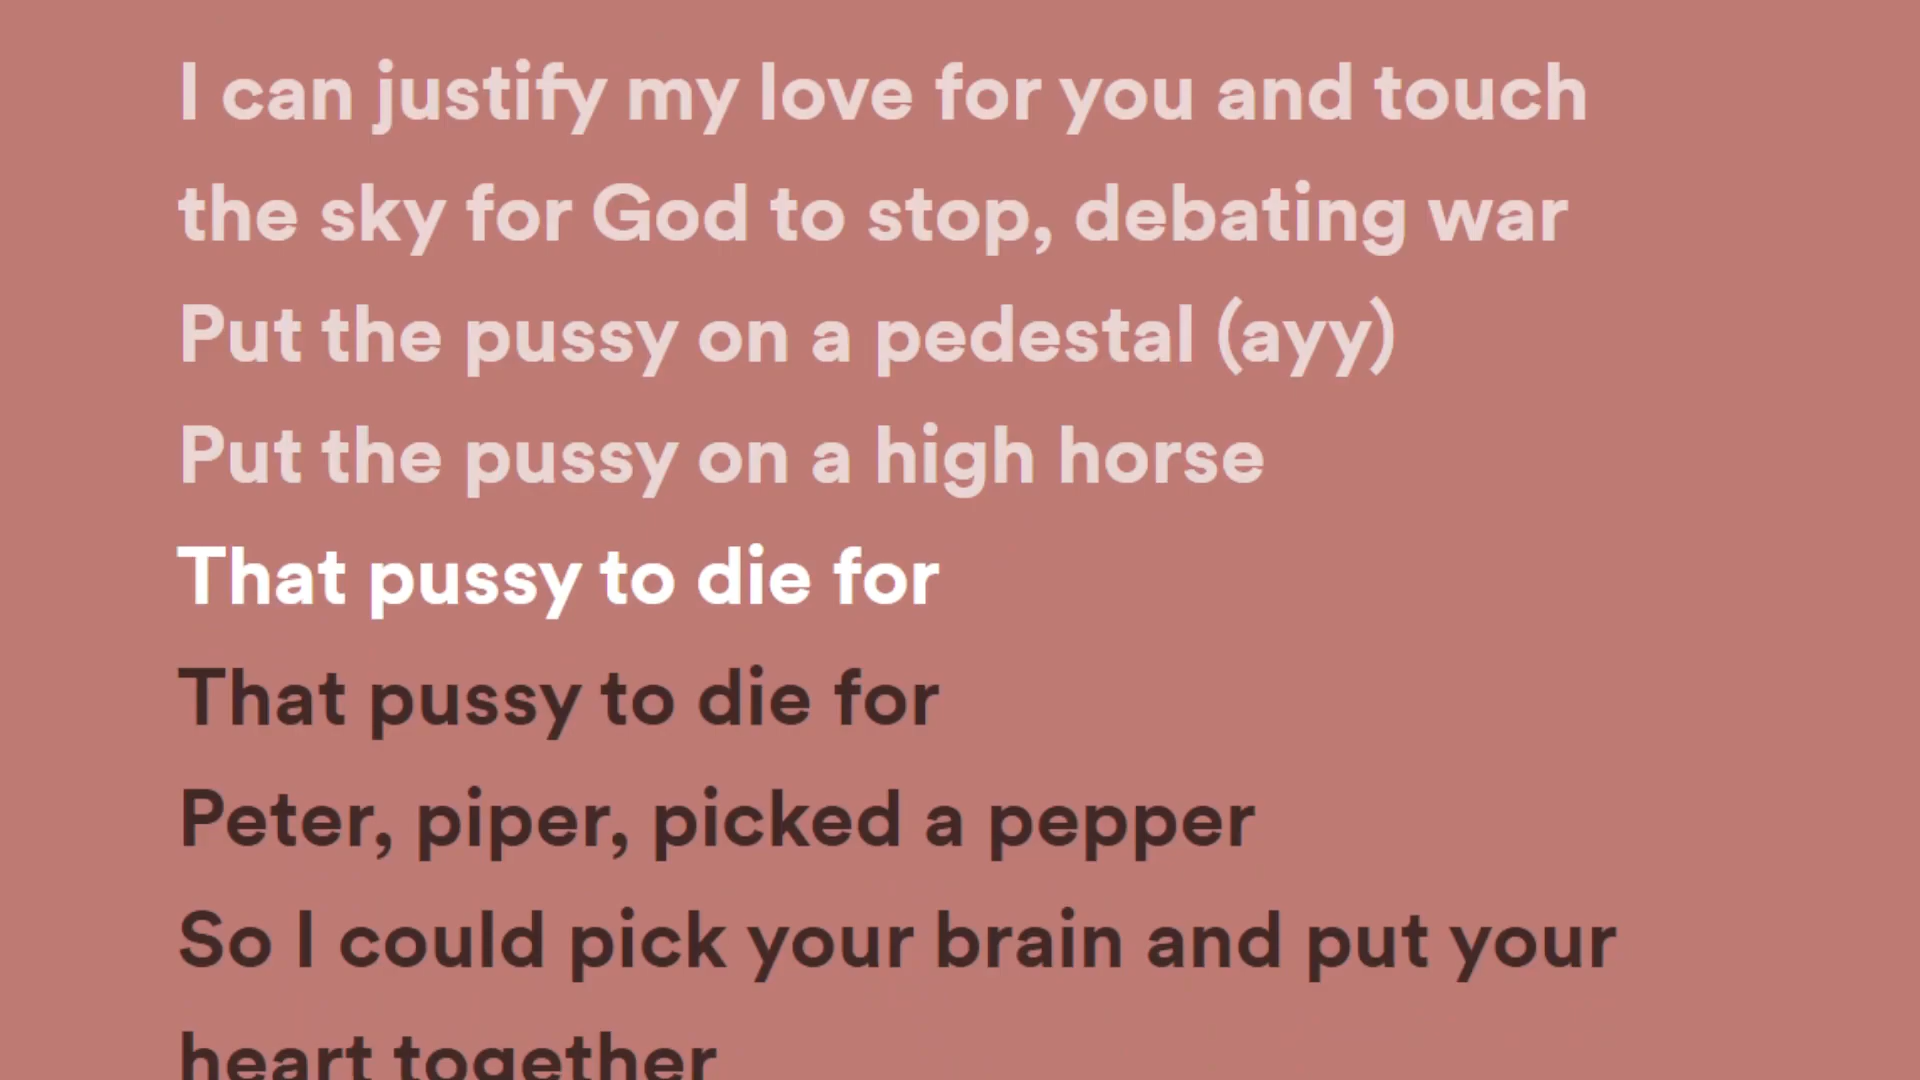 I can justify my love for you and touch
the sky for God to stop, debating war
Put the pussy on a pedestal (ayy)
Put the pussy on a high horse
That pussy to die for
That pussy to die for
Peter, piper, picked a pepper
So I could pick your brain and put your
heart together